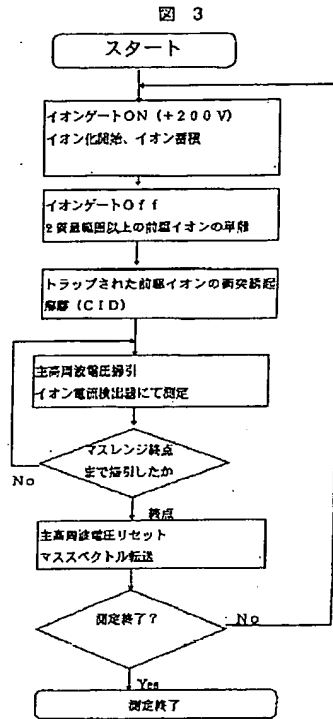 図 3
スタート
イオンゲートON(+200V)
イオン化開始、イオン蓄積
イオンゲートOff
2質量範囲以上の前駆イオンの単離
トラップされた前駆イオンの衝突誘起
解離(CID)
主高周波電圧掃引
イオン電流検出器にて測定
マスレンジ終点
まで掃引したか
No
終点
主高周波電圧リセット
マススペクトル転送
測定終了?
No
Yes
測定終了